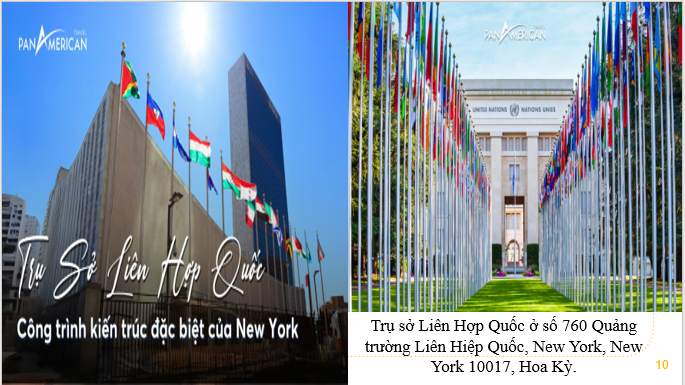 TRAVEL
PANAMERICAN
Trụ Sở Liên Hợp Quốc
Công trình kiến trúc đặc biệt của New York
TRAVEL
PANAMERICAN
UNITED NATIONS NATIONS UNIES
Trụ sở Liên Hợp Quốc ở số 760 Quảng
trường Liên Hiệp Quốc, New York, New
York 10017, Hoa Kỳ.
10